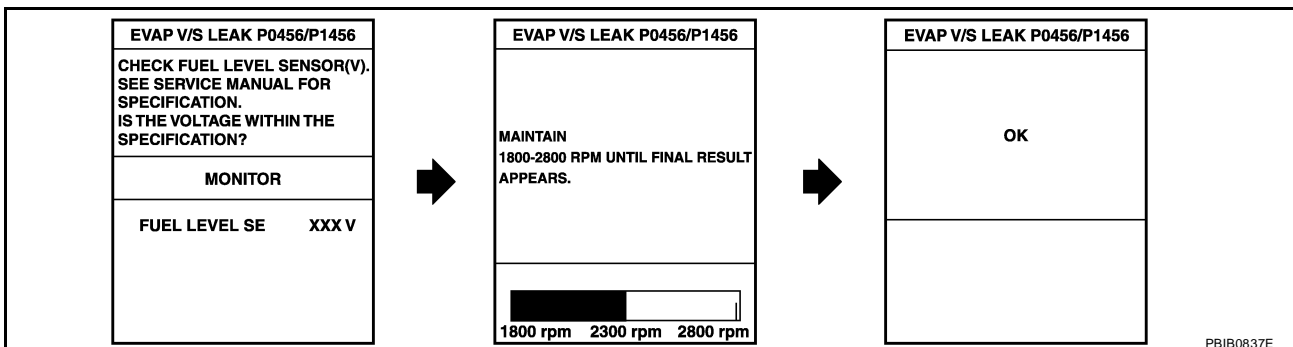 EVAP V/S LEAK P0456/P1456
CHECK FUEL LEVEL SENSOR(V).
SEE SERVICE MANUAL FOR
SPECIFICATION.
IS THE VOLTAGE WITHIN THE
SPECIFICATION?
MONITOR
FUEL LEVEL SE XXX V
EVAP V/S LEAK P0456/P1456
MAINTAIN
1800-2800 RPM UNTIL FINAL RESULT
APPEARS.
1800 rpm 2300 rpm 2800 rpm
EVAP V/S LEAK P0456/P1456
OK
PBIB0837E